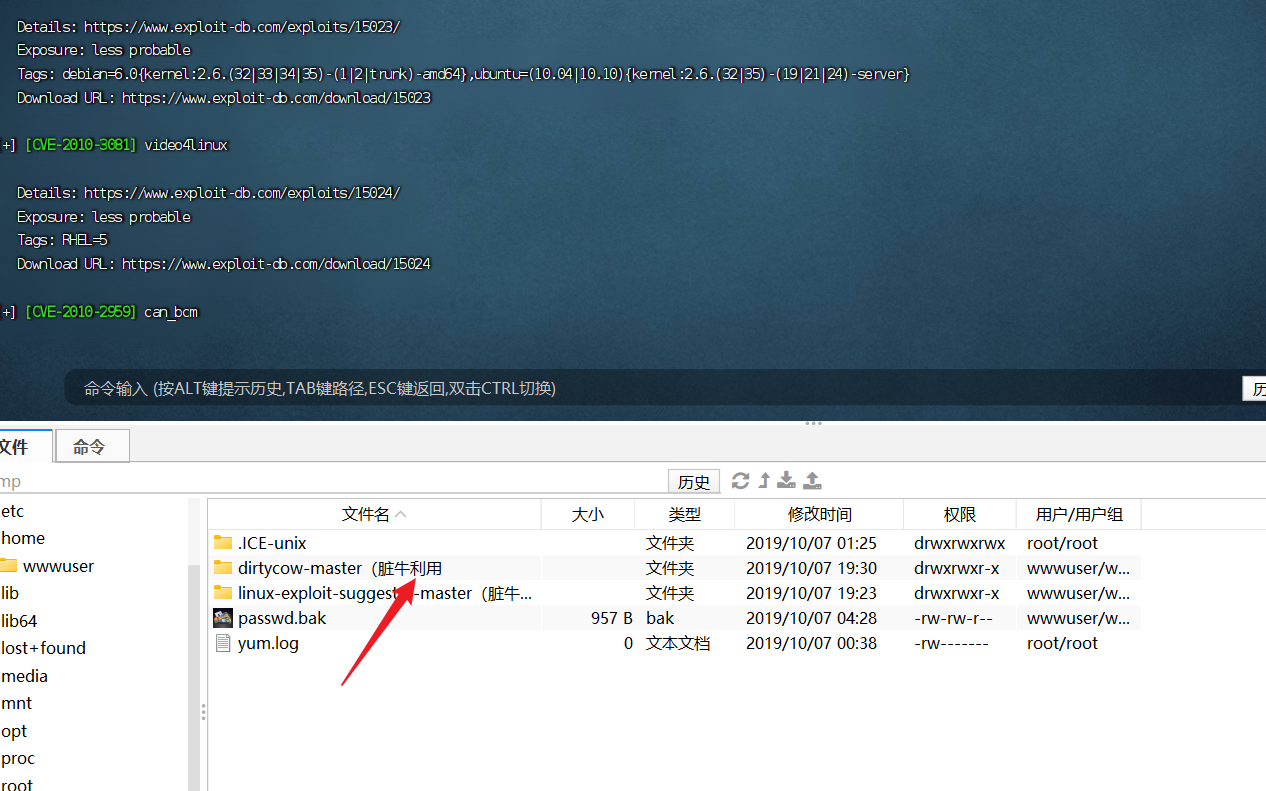 Details: https://www.exploit-db.com/exploits/15023/
Exposure: less probable
Tags: debian=6.0{kernel:2.6.(32|33|34|35)-(1|2|trunk)-amd64},ubuntu=(10.04|10.10){kernel:2.6.(32|35)-(19|21|24)-server}
Download URL: https://www.exploit-db.com/download/15023
+] [CVE-2010-3081] video4linux
Details: https://www.exploit-db.com/exploits/15024/
Exposure: less probable
Tags: RHEL=5
Download URL: https://www.exploit-db.com/download/15024
+] [CVE-2010-2959] can_bcm
命令输入 (按ALT键提示历史,TAB键路径,ESC键返回,双击CTRL切换) 历
文件 命令
mp 历史
文件名 大小 类型 修改时间 权限 用户/用户组
etc
home
wwwuser
lib
lib64
lost+found
media
mnt
opt
proc
root
.ICE-unix 文件夹 2019/10/07 01:25 drwxrwxrwx root/root
dirtycow-master（脏牛利用 文件夹 2019/10/07 19:30 drwxrwxr-x wwwuser/w...
linux-exploit-suggester-master（脏牛... 文件夹 2019/10/07 19:23 drwxrwxr-x wwwuser/w...
passwd.bak 957 B bak 2019/10/07 04:28 -rw-rw-r-- wwwuser/w...
yum.log 0 文本文档 2019/10/07 00:38 -rw------- root/root